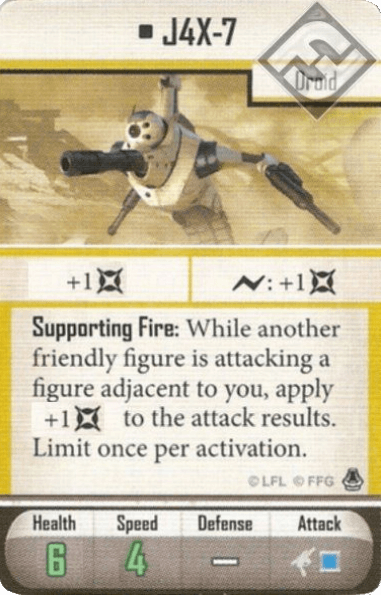 J4X-7
Droid
+1
: +1
Supporting Fire: While another
friendly figure is attacking a
figure adjacent to you, apply
+1 to the attack results.
Limit once per activation.
© LFL © FFG
Health Speed Defense Attack
6 4 —